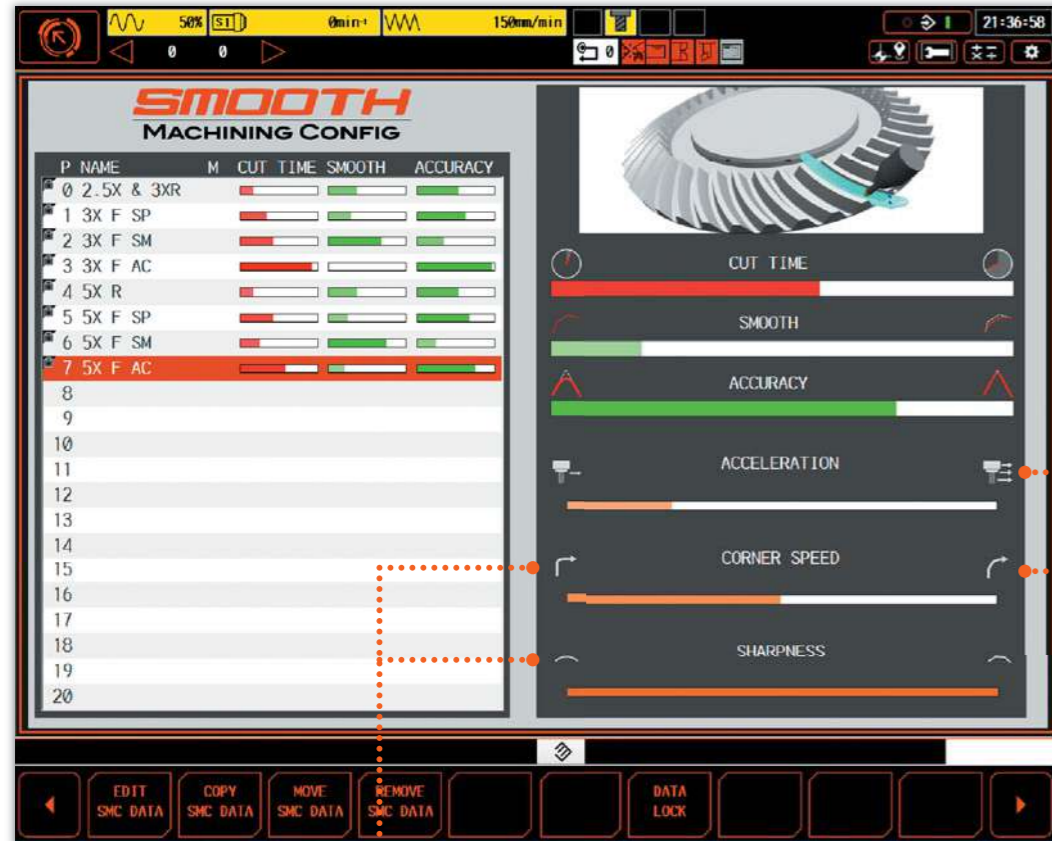 50% S1 0min-1 150mm/min 21:36:58
0 0 0
SMOOTH
MACHINING CONFIG
P NAME M CUT TIME SMOOTH ACCURACY
0 2.5X & 3XR
1 3X F SP
2 3X F SM
3 3X F AC
4 5X R
5 5X F SP
6 5X F SM
7 5X F AC
8
9
10
11
12
13
14
15
16
17
18
19
20
CUT TIME
SMOOTH
ACCURACY
ACCELERATION
CORNER SPEED
SHARPNESS
EDIT
SMC DATA
COPY
SMC DATA
MOVE
SMC DATA
REMOVE
SMC DATA
DATA
LOCK